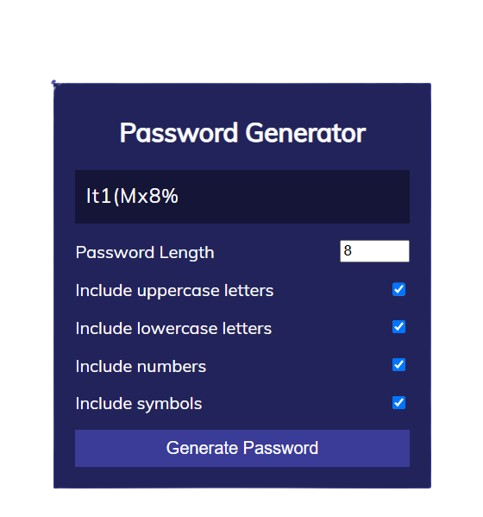 Password Generator
It1(Mx8%
Password Length
8
Include uppercase letters
Include lowercase letters
Include numbers
Include symbols
Generate Password